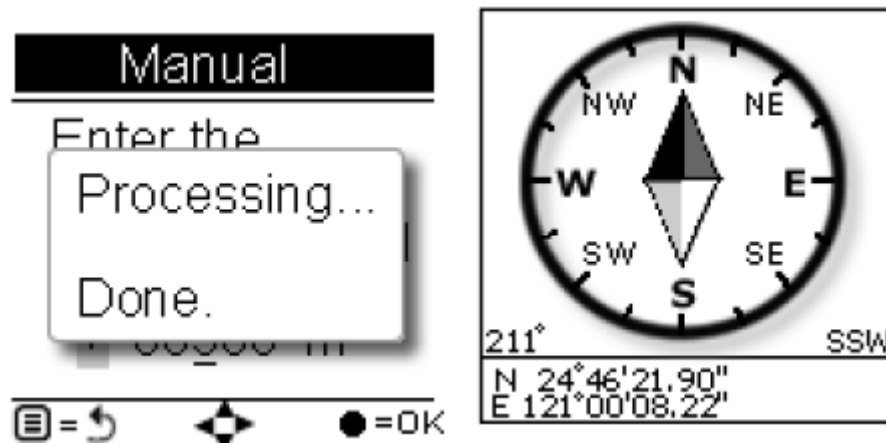 Manual
Enter the
Processing...
Done.
=OK
N
NW NE
W E
SW SE
S
211° SSW
N 24°46'21.90"
E 121°00'08.22"